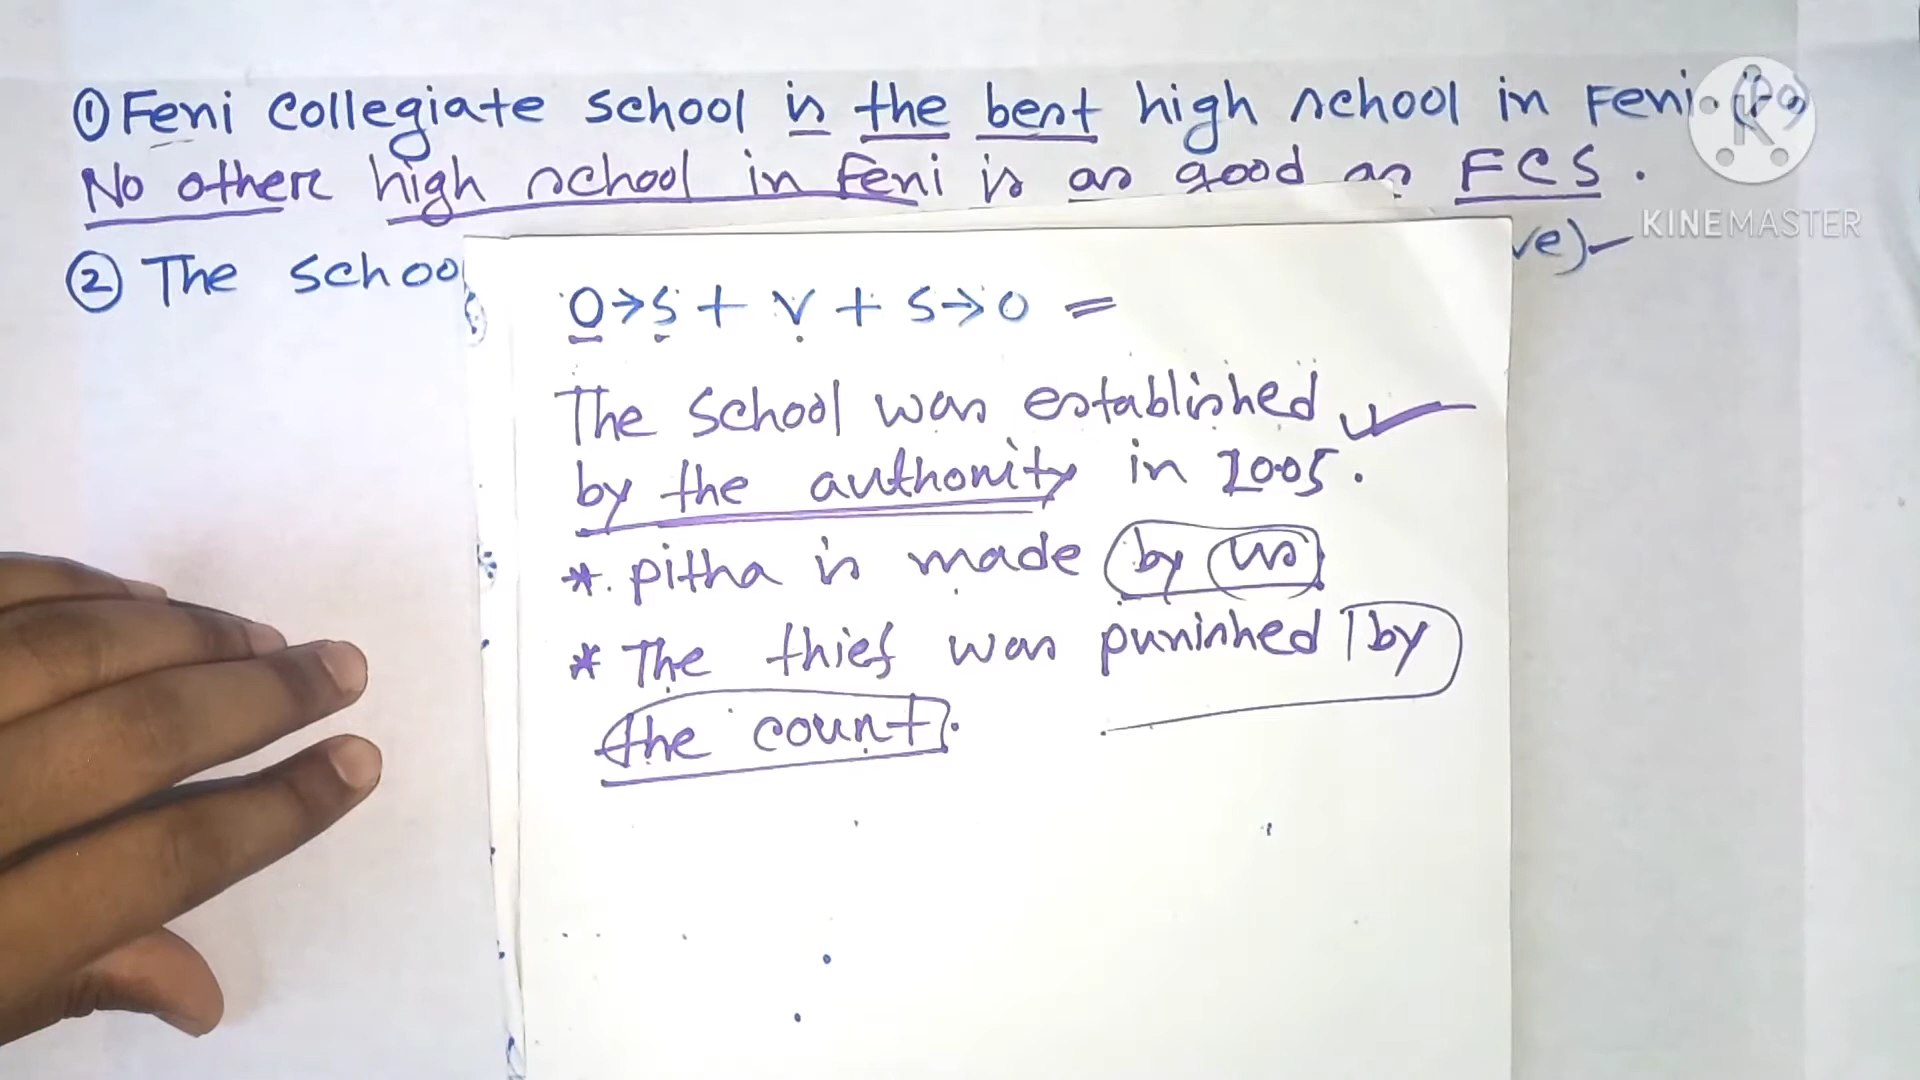 ① Feni collegiate school is the best high school in Feni. (Po
No other high school in Feni is as good as FCS.
② The schoo
ve)
O→S + V + S→O =
The school was established
by the authority in 2005.
* pitha is made by us
* The thief was punished by
the court.
KINEMASTER